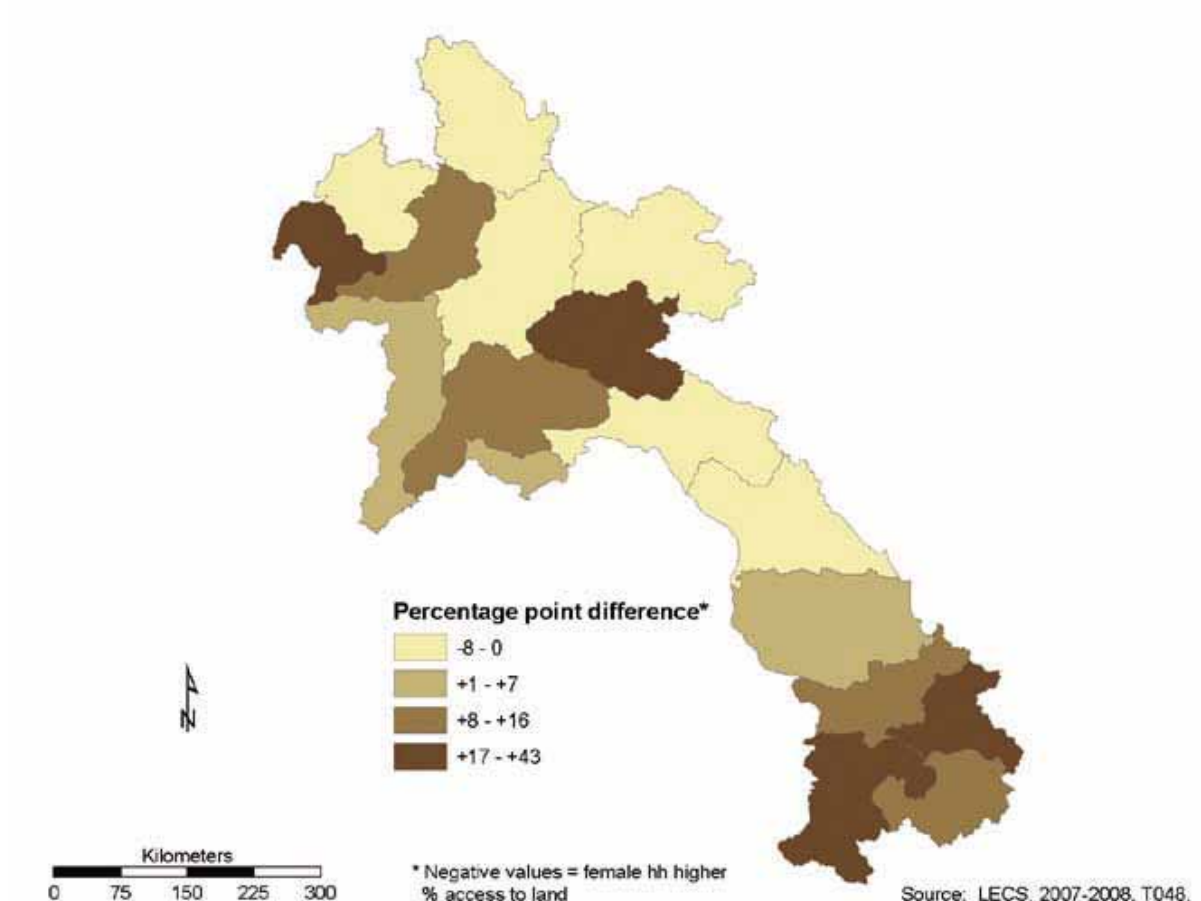 Percentage point difference*
-8 - 0
+1 - +7
+8 - +16
+17 - +43
N
Kilometers
0 75 150 225 300
* Negative values = female hh higher
% access to land
Source: LECS, 2007-2008, T048.